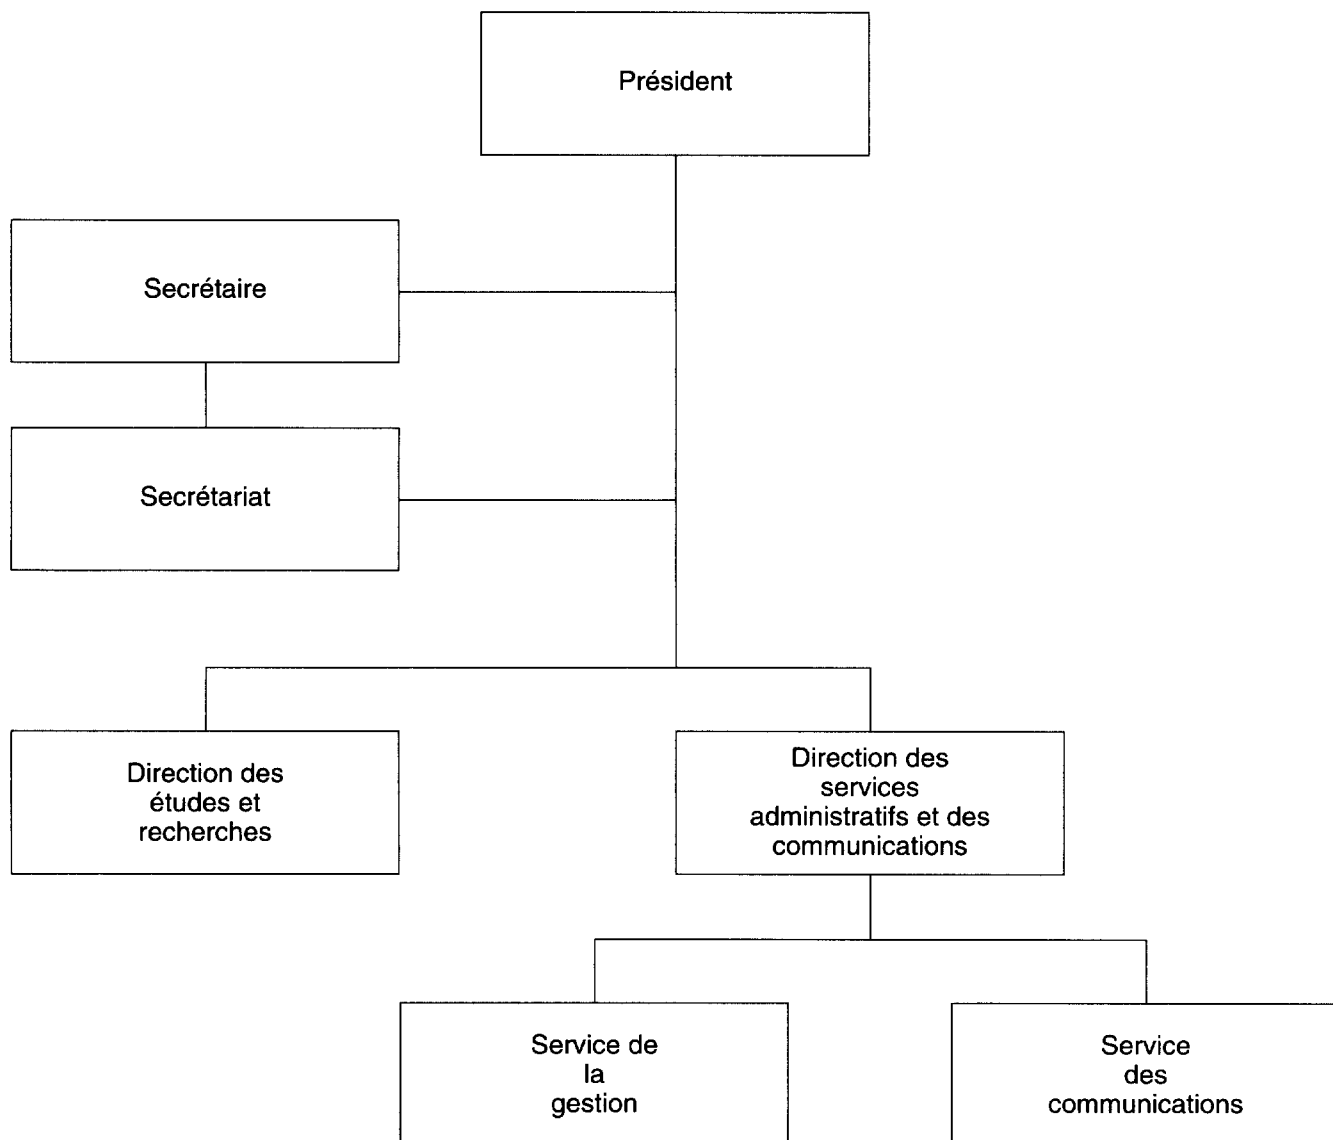 Président
Secrétaire
Secrétariat
Direction des
études et
recherches
Direction des
services
administratifs et des
communications
Service de
la
gestion
Service
des
communications